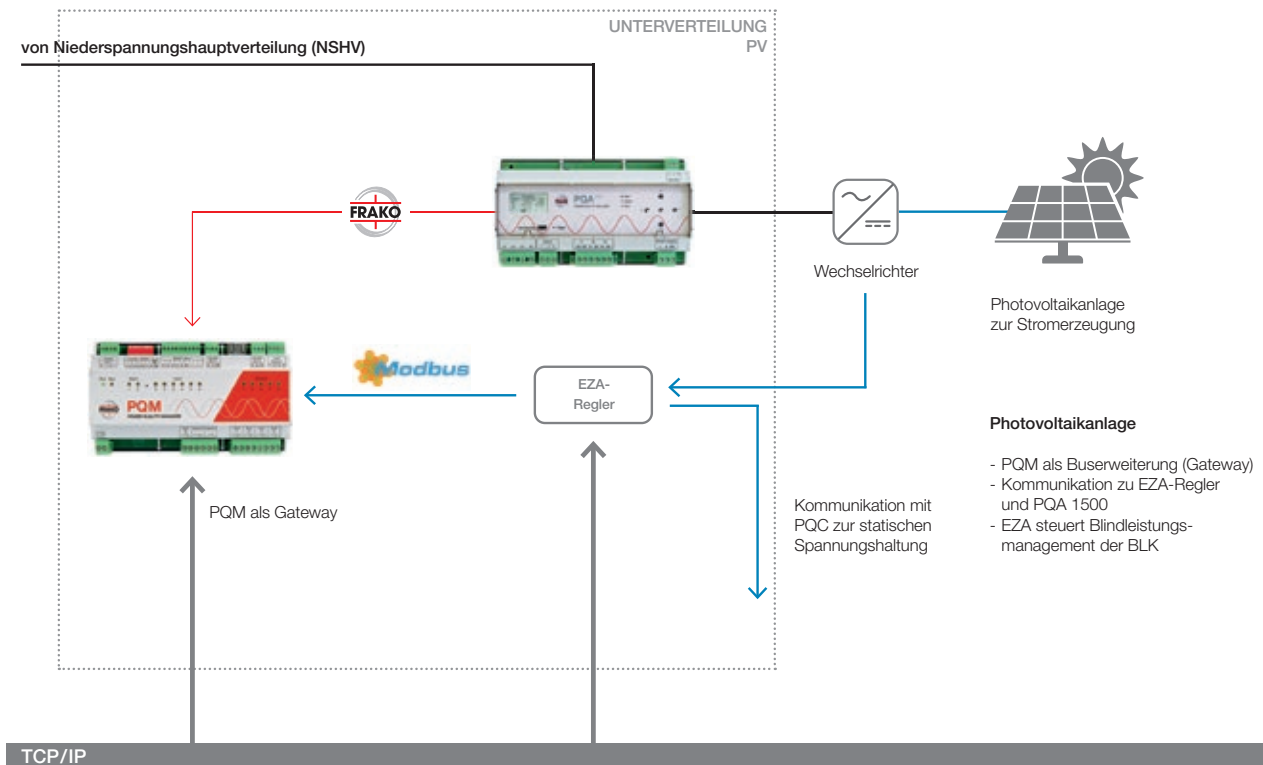 UNTERVERTEILUNG
PV
von Niederspannungshauptverteilung (NSHV)
FRAKO
PQA
Wechselrichter
Photovoltaikanlage
zur Stromerzeugung
Modbus
EZA-
Regler
PQM
PQM als Gateway
Kommunikation mit
PQC zur statischen
Spannungshaltung
Photovoltaikanlage
- PQM als Buserweiterung (Gateway)
- Kommunikation zu EZA-Regler
und PQA 1500
- EZA steuert Blindleistungs-
management der BLK
TCP/IP